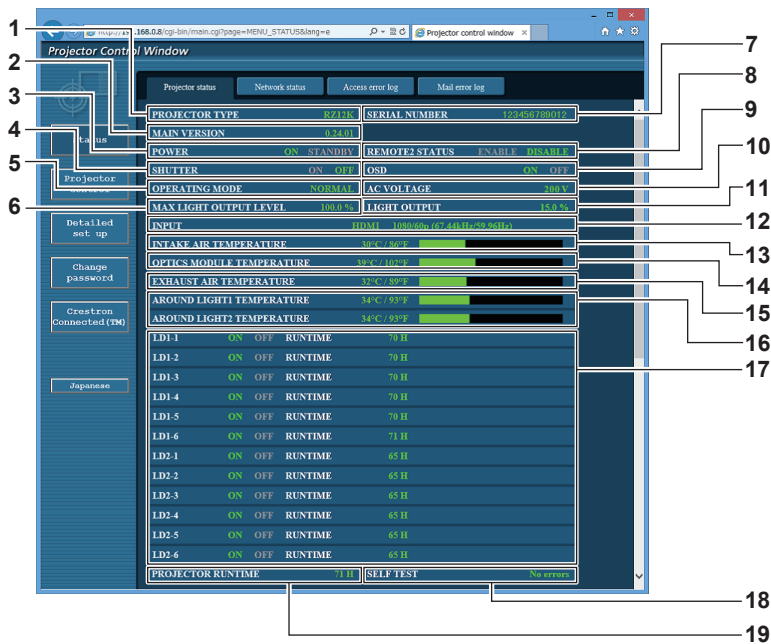 .168.0.8/cgi-bin/main.cgi?page=MENU_STATUS&lang=e
Projector control window ×
Projector Control Window
Projector status
Network status
Access error log
Mail error log
Status
Projector control
Detailed set up
Change password
Crestron Connected(TM)
Japanese
PROJECTOR TYPE RZ12K SERIAL NUMBER 123456789012
MAIN VERSION 0.24.01
POWER ON STANDBY REMOTE2 STATUS ENABLE DISABLE
SHUTTER ON OFF OSD ON OFF
OPERATING MODE NORMAL AC VOLTAGE 200 V
MAX LIGHT OUTPUT LEVEL 100.0 % LIGHT OUTPUT 15.0 %
INPUT HDMI 1080/60p (67.44kHz/59.96Hz)
INTAKE AIR TEMPERATURE 30°C / 86°F
OPTICS MODULE TEMPERATURE 39°C / 102°F
EXHAUST AIR TEMPERATURE 32°C / 89°F
AROUND LIGHT1 TEMPERATURE 34°C / 93°F
AROUND LIGHT2 TEMPERATURE 34°C / 93°F
LD1-1 ON OFF RUNTIME 70 H
LD1-2 ON OFF RUNTIME 70 H
LD1-3 ON OFF RUNTIME 70 H
LD1-4 ON OFF RUNTIME 70 H
LD1-5 ON OFF RUNTIME 70 H
LD1-6 ON OFF RUNTIME 71 H
LD2-1 ON OFF RUNTIME 65 H
LD2-2 ON OFF RUNTIME 65 H
LD2-3 ON OFF RUNTIME 65 H
LD2-4 ON OFF RUNTIME 65 H
LD2-5 ON OFF RUNTIME 65 H
LD2-6 ON OFF RUNTIME 65 H
PROJECTOR RUNTIME 71 H SELF TEST No errors
1
2
3
4
5
6
7
8
9
10
11
12
13
14
15
16
17
18
19